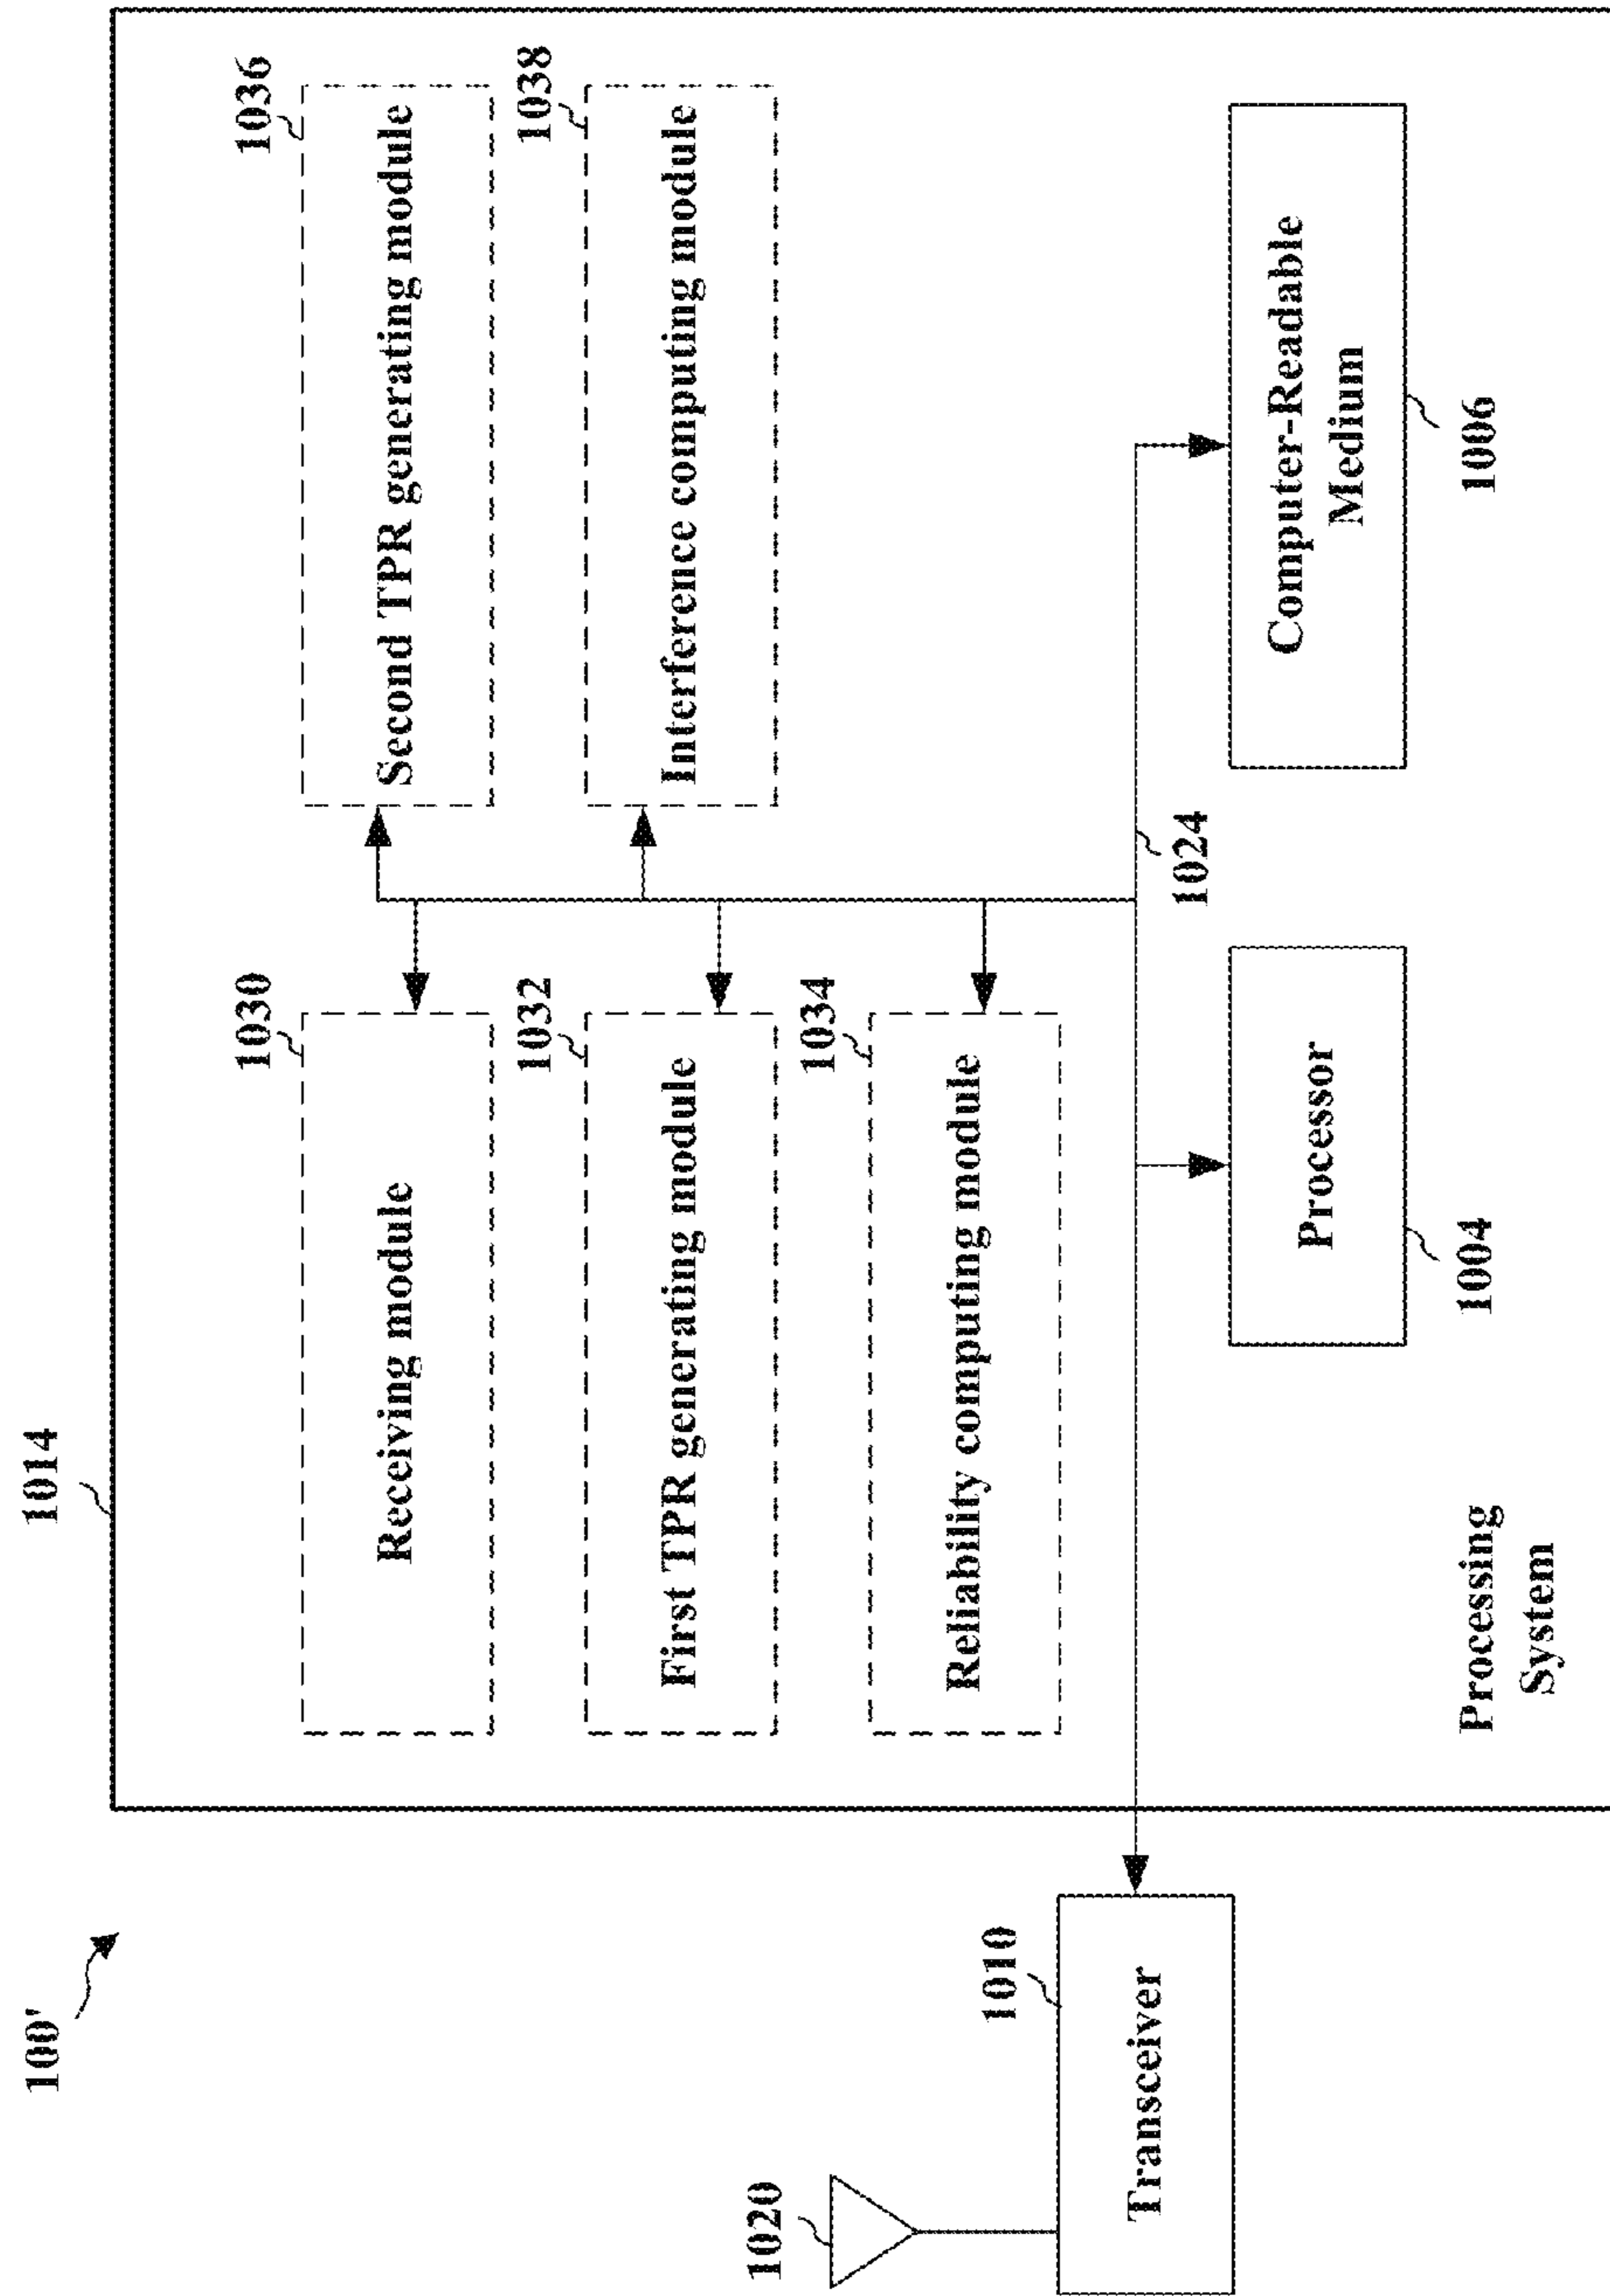 100'
1014
1030
Receiving module
1036
Second TPR generating module
1032
First TPR generating module
1038
Interference computing module
1034
Reliability computing module
1020
1010
Transceiver
1024
Processor
1004
Computer-Readable
Medium
1006
Processing
System